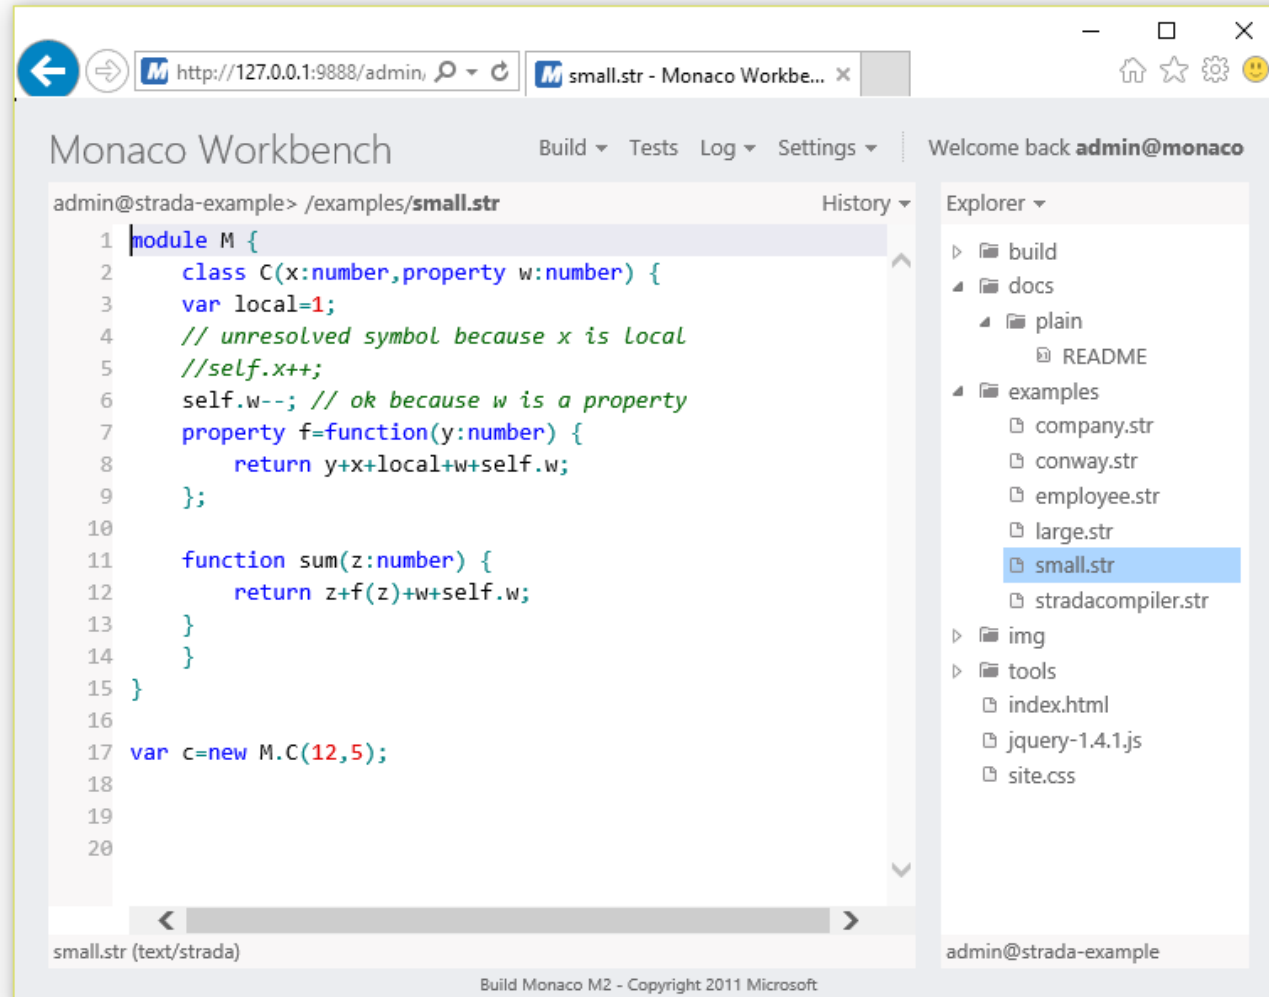 http://127.0.0.1:9888/admin/
small.str - Monaco Workbe...
Monaco Workbench
Build Tests Log Settings Welcome back admin@monaco
admin@strada-example> /examples/small.str History
1 module M {
2     class C(x:number,property w:number) {
3     var local=1;
4     // unresolved symbol because x is local
5     //self.x++;
6     self.w--; // ok because w is a property
7     property f=function(y:number) {
8         return y+x+local+w+self.w;
9     };
10
11     function sum(z:number) {
12         return z+f(z)+w+self.w;
13     }
14     }
15 }
16
17 var c=new M.C(12,5);
18
19
20
small.str (text/strada)
Explorer
build
docs
plain
README
examples
company.str
conway.str
employee.str
large.str
small.str
stradacompiler.str
img
tools
index.html
jquery-1.4.1.js
site.css
admin@strada-example
Build Monaco M2 - Copyright 2011 Microsoft